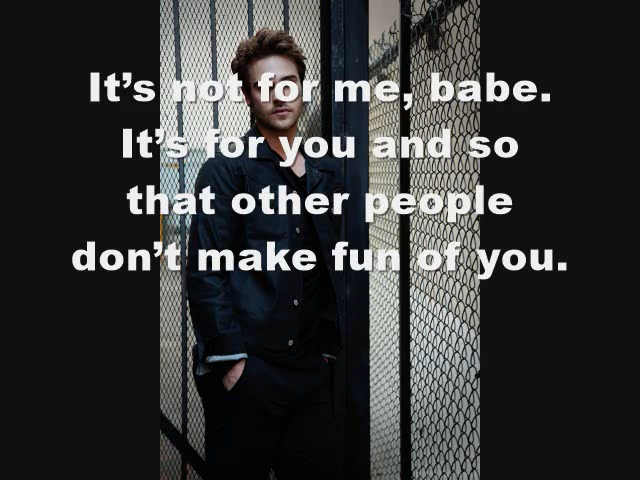 It’s not for me, babe.
It’s for you and so
that other people
don’t make fun of you.